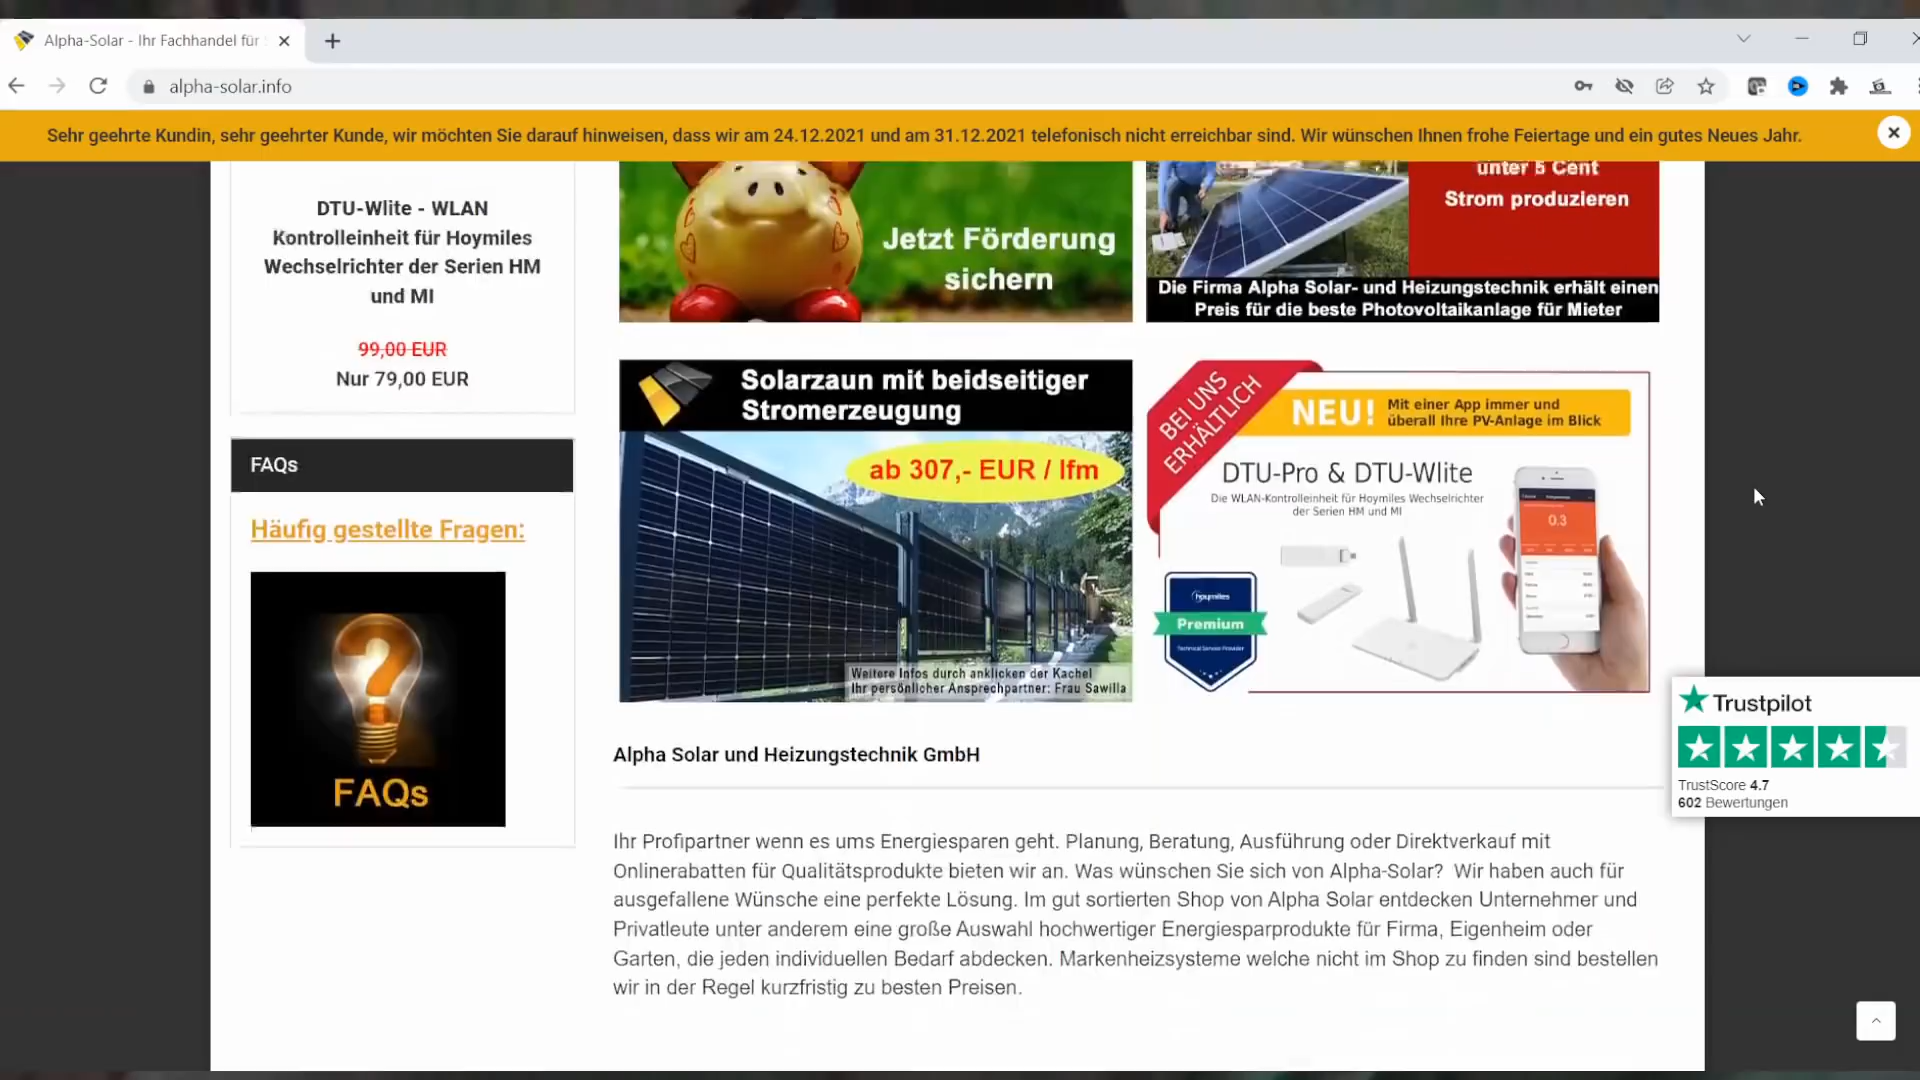 Alpha-Solar - Ihr Fachhandel für
alpha-solar.info
Sehr geehrte Kundin, sehr geehrter Kunde, wir möchten Sie darauf hinweisen, dass wir am 24.12.2021 und am 31.12.2021 telefonisch nicht erreichbar sind. Wir wünschen Ihnen frohe Feiertage und ein gutes Neues Jahr.
DTU-Wlite - WLAN
Kontrolleinheit für Hoymiles
Wechselrichter der Serien HM
und MI
99,00 EUR
Nur 79,00 EUR
FAQs
Häufig gestellte Fragen:
FAQs
Jetzt Förderung
sichern
unter 5 Cent
Strom produzieren
Die Firma Alpha Solar- und Heizungstechnik erhält einen
Preis für die beste Photovoltaikanlage für Mieter
Solarzaun mit beidseitiger
Stromerzeugung
ab 307,- EUR / lfm
Weitere Infos durch anklicken der Kachel
Ihr persönlicher Ansprechpartner: Frau Sawilla
BEI UNS
ERHÄLTLICH
NEU!
Mit einer App immer und
überall Ihre PV-Anlage im Blick
DTU-Pro & DTU-Wlite
Die WLAN-Kontrolleinheit für Hoymiles Wechselrichter
der Serien HM und MI
0.3
hoymiles
Premium
Technical Service Provider
Alpha Solar und Heizungstechnik GmbH
Ihr Profipartner wenn es ums Energiesparen geht. Planung, Beratung, Ausführung oder Direktverkauf mit
Onlinerabatten für Qualitätsprodukte bieten wir an. Was wünschen Sie sich von Alpha-Solar? Wir haben auch für
ausgefallene Wünsche eine perfekte Lösung. Im gut sortierten Shop von Alpha Solar entdecken Unternehmer und
Privatleute unter anderem eine große Auswahl hochwertiger Energiesparprodukte für Firma, Eigenheim oder
Garten, die jeden individuellen Bedarf abdecken. Markenheizsysteme welche nicht im Shop zu finden sind bestellen
wir in der Regel kurzfristig zu besten Preisen.
Trustpilot
TrustScore 4.7
602 Bewertungen